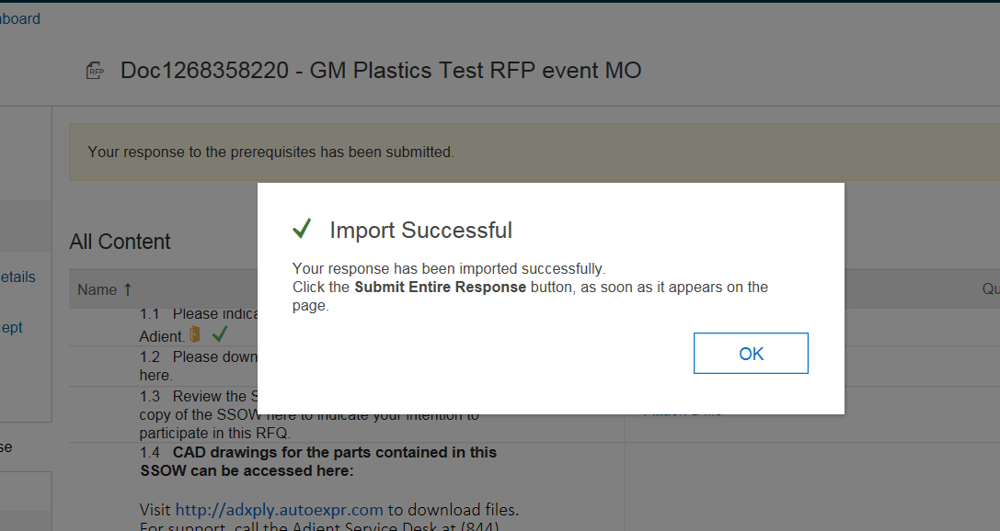 board
RFP
Doc1268358220 - GM Plastics Test RFP event MO
Your response to the prerequisites has been submitted.
Import Successful
All Content
Your response has been imported successfully.
etails
Click the Submit Entire Response button, as soon as it appears on the
Name ↑
Qu
page.
1.1 Please indica
ept
Adient.
OK
1.2 Please down
here.
1.3 Review the S
copy of the SSOW here to indicate your intention to
participate in this RFQ.
se
1.4 CAD drawings for the parts contained in this
SSOW can be accessed here:
Visit http://adxply.autoexpr.com to download files.
For support, call the Adient Service Desk at (844)